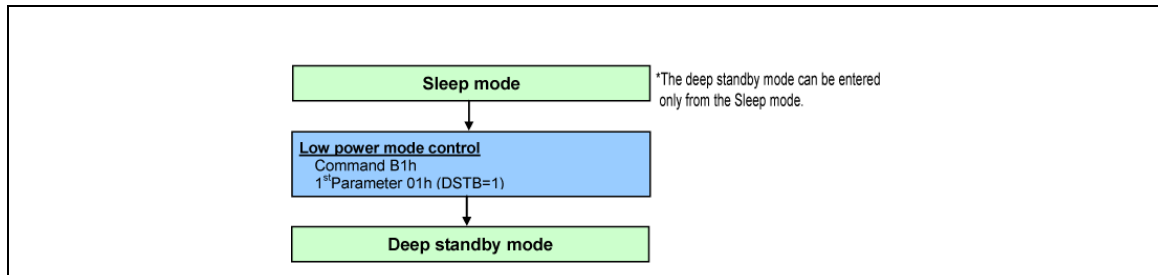 Sleep mode
*The deep standby mode can be entered
only from the Sleep mode.
Low power mode control
Command B1h
1stParameter 01h (DSTB=1)
Deep standby mode